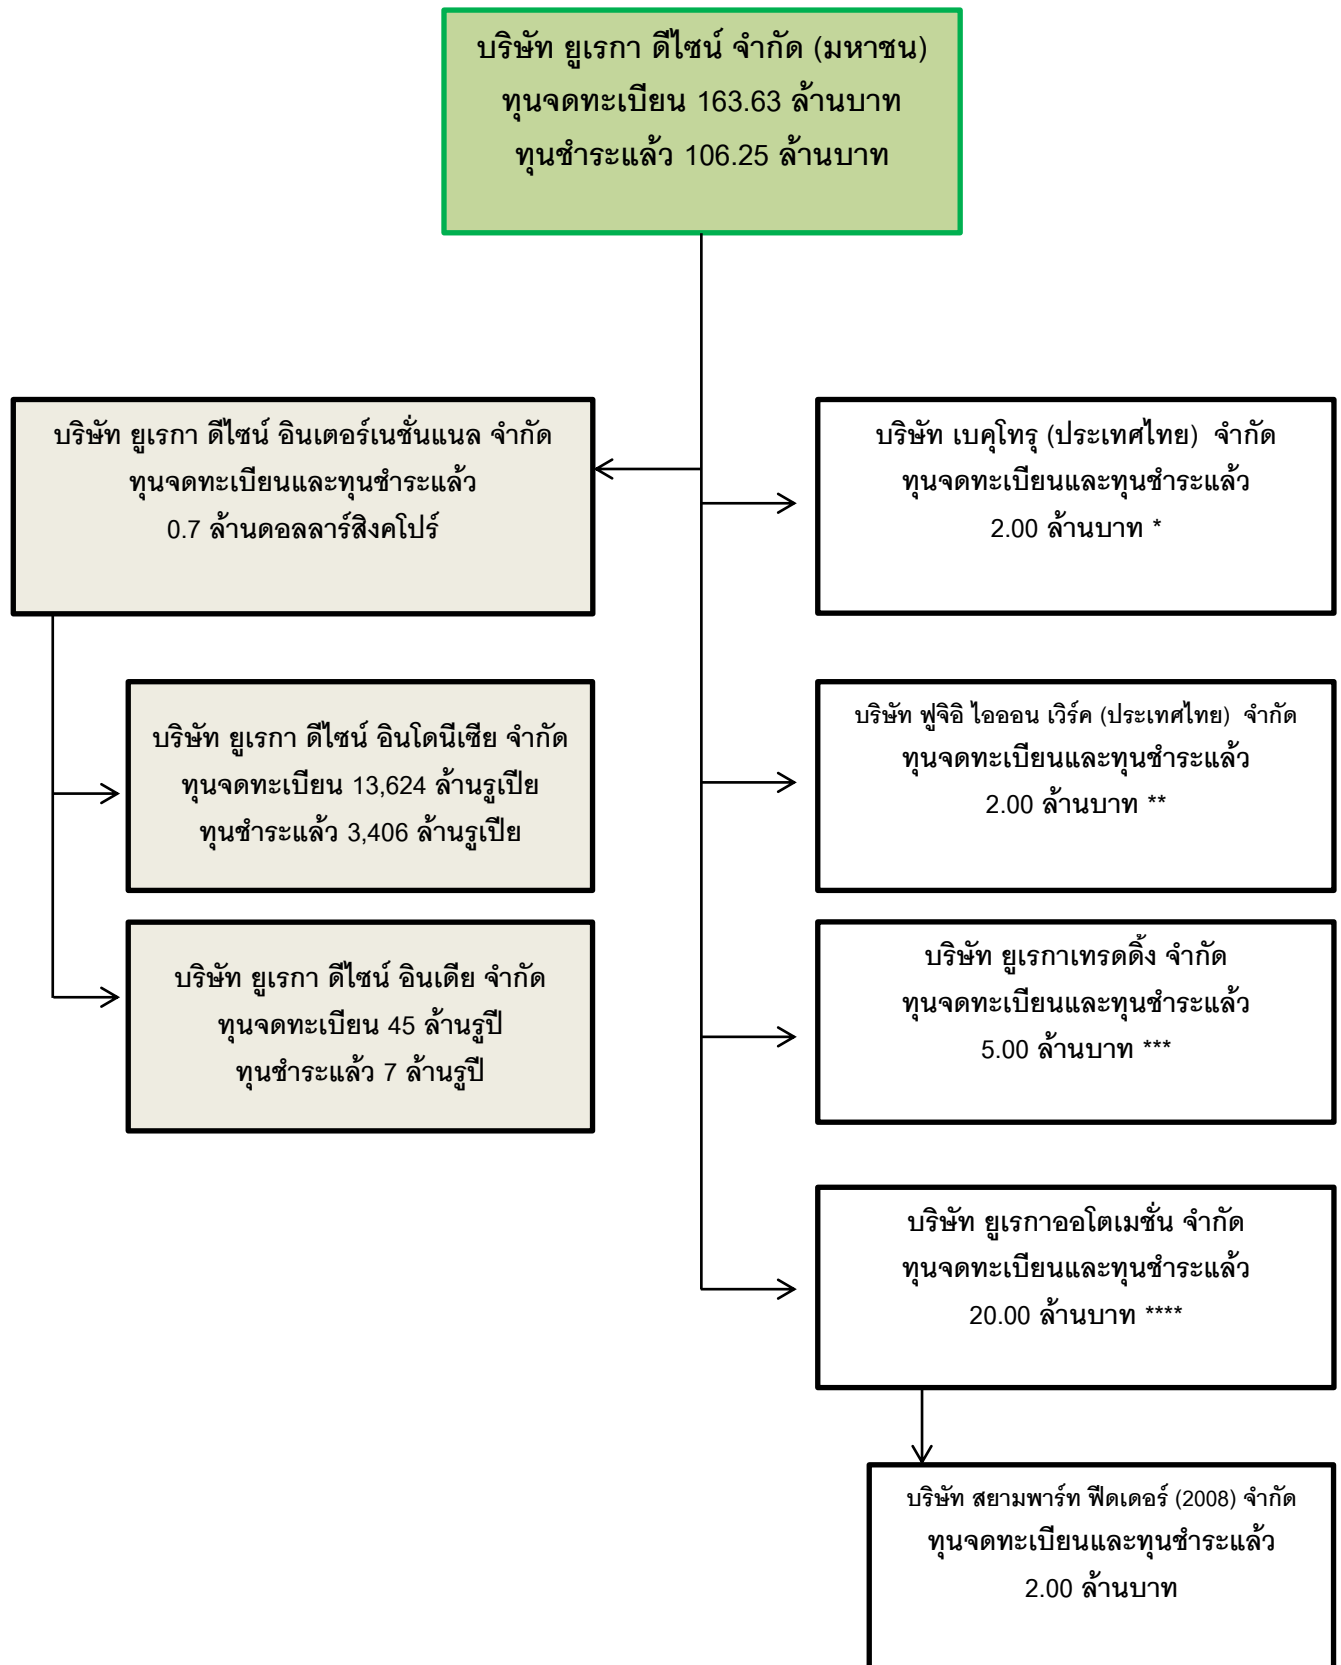 บริษัท ยูเรกา ดีไซน์ จำกัด (มหาชน)
ทุนจดทะเบียน 163.63 ล้านบาท
ทุนชำระแล้ว 106.25 ล้านบาท
บริษัท ยูเรกา ดีไซน์ อินเตอร์เนชั่นแนล จำกัด
ทุนจดทะเบียนและทุนชำระแล้ว
0.7 ล้านดอลลาร์สิงคโปร์
บริษัท ยูเรกา ดีไซน์ อินโดนีเซีย จำกัด
ทุนจดทะเบียน 13,624 ล้านรูเปีย
ทุนชำระแล้ว 3,406 ล้านรูเปีย
บริษัท ยูเรกา ดีไซน์ อินเดีย จำกัด
ทุนจดทะเบียน 45 ล้านรูปี
ทุนชำระแล้ว 7 ล้านรูปี
บริษัท เบคุโทรุ (ประเทศไทย) จำกัด
ทุนจดทะเบียนและทุนชำระแล้ว
2.00 ล้านบาท *
บริษัท ฟูจิอิ ไอออน เวิร์ค (ประเทศไทย) จำกัด
ทุนจดทะเบียนและทุนชำระแล้ว
2.00 ล้านบาท **
บริษัท ยูเรกาเทรดดิ้ง จำกัด
ทุนจดทะเบียนและทุนชำระแล้ว
5.00 ล้านบาท ***
บริษัท ยูเรกาออโตเมชั่น จำกัด
ทุนจดทะเบียนและทุนชำระแล้ว
20.00 ล้านบาท ****
บริษัท สยามพาร์ท ฟีดเดอร์ (2008) จำกัด
ทุนจดทะเบียนและทุนชำระแล้ว
2.00 ล้านบาท